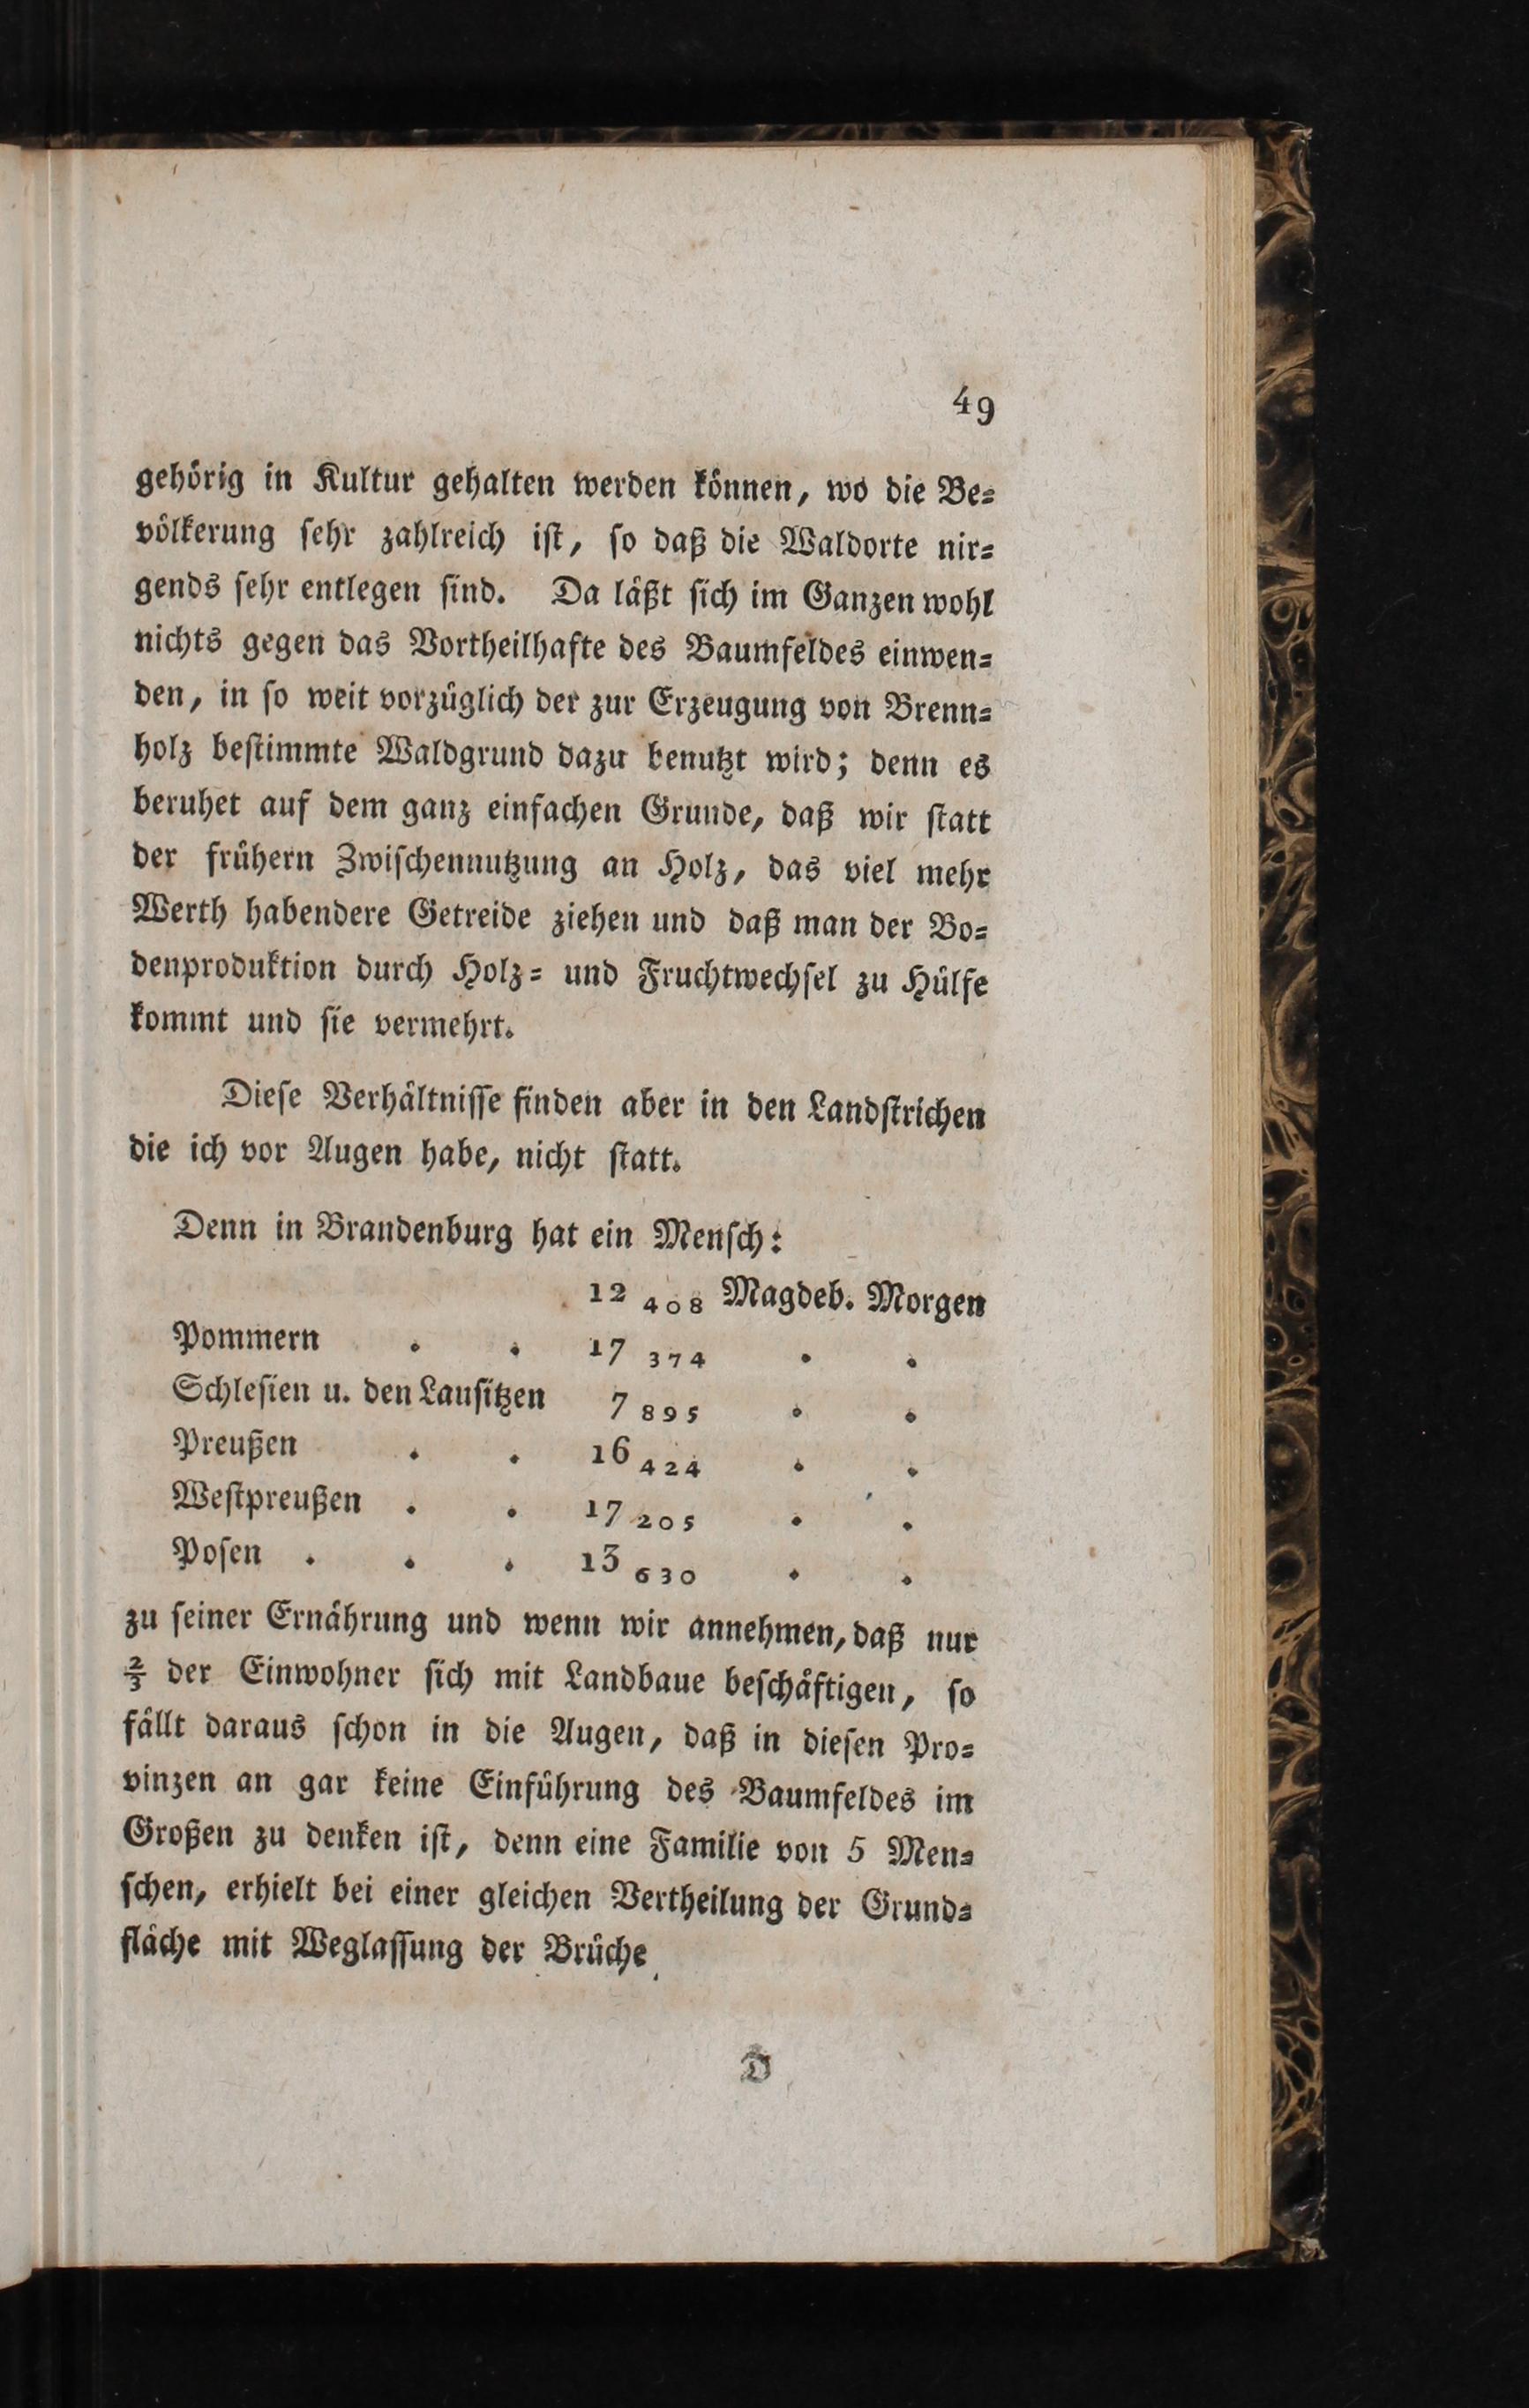 49
gehörig in Kultur gehalten werden können, wo die Be=
völkerung ſehr zahlreich iſt, ſo daß die Waldorte nir=
gends ſehr entlegen ſind. Da läßt ſich im Ganzen wohl
nichts gegen das Vortheilhafte des Baumfeldes einwen=
den, in ſo weit vorzüglich der zur Erzeugung von Brenn=
holz beſtimmte Waldgrund dazu benutzt wird; denn es
beruhet auf dem ganz einfachen Grunde, daß wir ſtatt
der frühern Zwiſchennutzung an Holz, das viel mehr
Werth habendere Getreide ziehen und daß man der Bo=
denproduktion durch Holz= und Fruchtwechſel zu Hülfe
kommt und ſie vermehrt.
Dieſe Verhältniſſe finden aber in den Landſtrichen
die ich vor Augen habe, nicht ſtatt.
Denn in Brandenburg hat ein Menſch:
12 408 Magdeb. Morgen
Pommern . . 17 374 . .
Schleſien u. den Lauſitzen 7 895 . .
Preußen . . 16 424 . .
Weſtpreußen . . 17 205 . .
Poſen . . . 13 630 . .
zu ſeiner Ernährung und wenn wir annehmen, daß nur
⅔ der Einwohner ſich mit Landbaue beſchäftigen, ſo
fällt daraus ſchon in die Augen, daß in dieſen Pro=
vinzen an gar keine Einführung des Baumfeldes im
Großen zu denken iſt, denn eine Familie von 5 Men=
ſchen, erhielt bei einer gleichen Vertheilung der Grund=
fläche mit Weglaſſung der Brüche
D